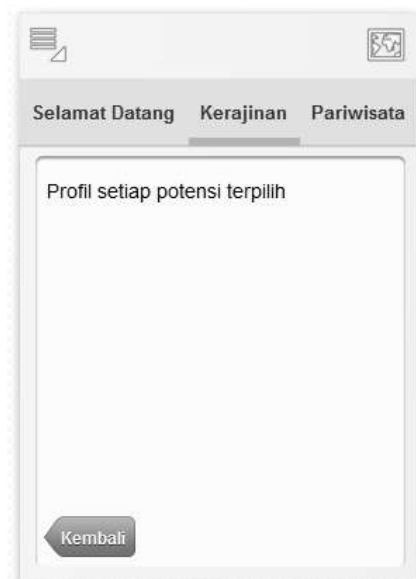 Selamat Datang Kerajinan Pariwisata
Profil setiap potensi terpilih
Kembali